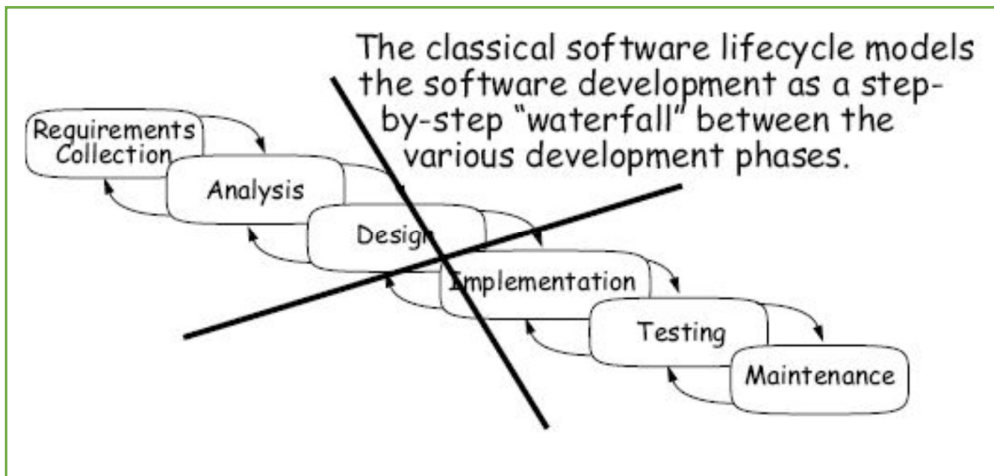 The classical software lifecycle models
the software development as a step-
by-step “waterfall” between the
various development phases.
Requirements
Collection
Analysis
Design
Implementation
Testing
Maintenance